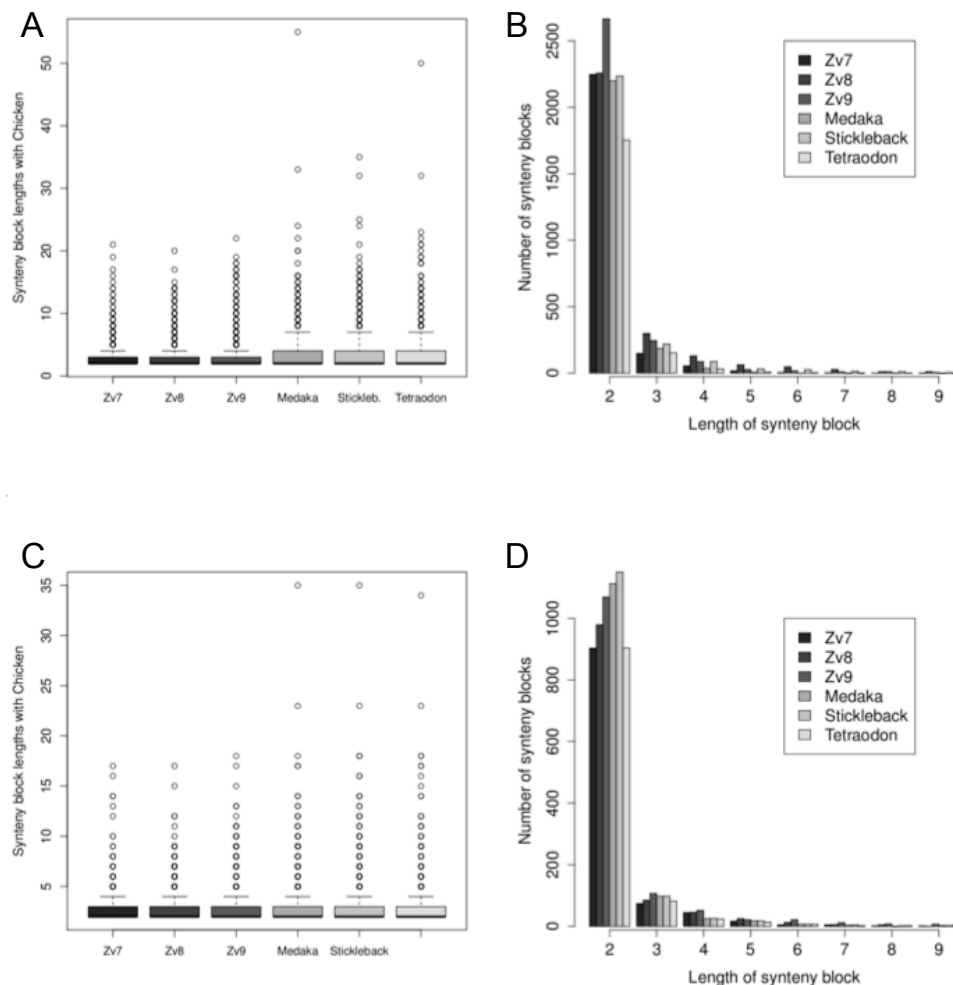 A
Synteny block lengths with Chicken
50
40
30
20
10
0
Zv7 Zv8 Zv9 Medaka Stickleb. Tetraodon
B
Number of synteny blocks
2500
2000
1500
1000
500
0
Zv7
Zv8
Zv9
Medaka
Stickleback
Tetraodon
2 3 4 5 6 7 8 9
Length of synteny block
C
Synteny block lengths with Chicken
35
30
25
20
15
10
5
Zv7 Zv8 Zv9 Medaka Stickleback
D
Number of synteny blocks
1000
800
600
400
200
0
Zv7
Zv8
Zv9
Medaka
Stickleback
Tetraodon
2 3 4 5 6 7 8 9
Length of synteny block